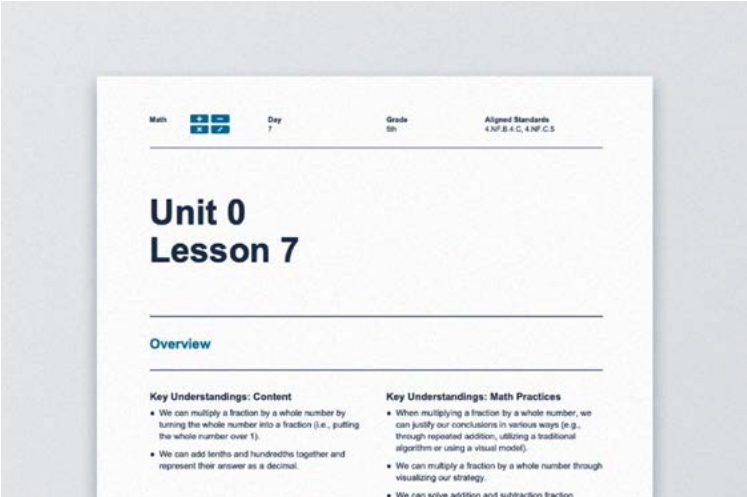 Math
Day
Grade
Aligned Standards
7
5th
4.NF.B.4.C, 4.NF.C.5
Unit 0
Lesson 7
Overview
Key Understandings: Content
• We can multiply a fraction by a whole number by
turning the whole number into a fraction (i.e., putting
the whole number over 1).
• We can add tenths and hundredths together and
represent their answer as a decimal.
Key Understandings: Math Practices
• When multiplying a fraction by a whole number, we
can justify our conclusions in various ways (e.g.,
through repeated addition, utilizing a traditional
algorithm or using a visual model).
• We can multiply a fraction by a whole number through
visualizing our strategy.
• We can solve addition and subtraction fraction